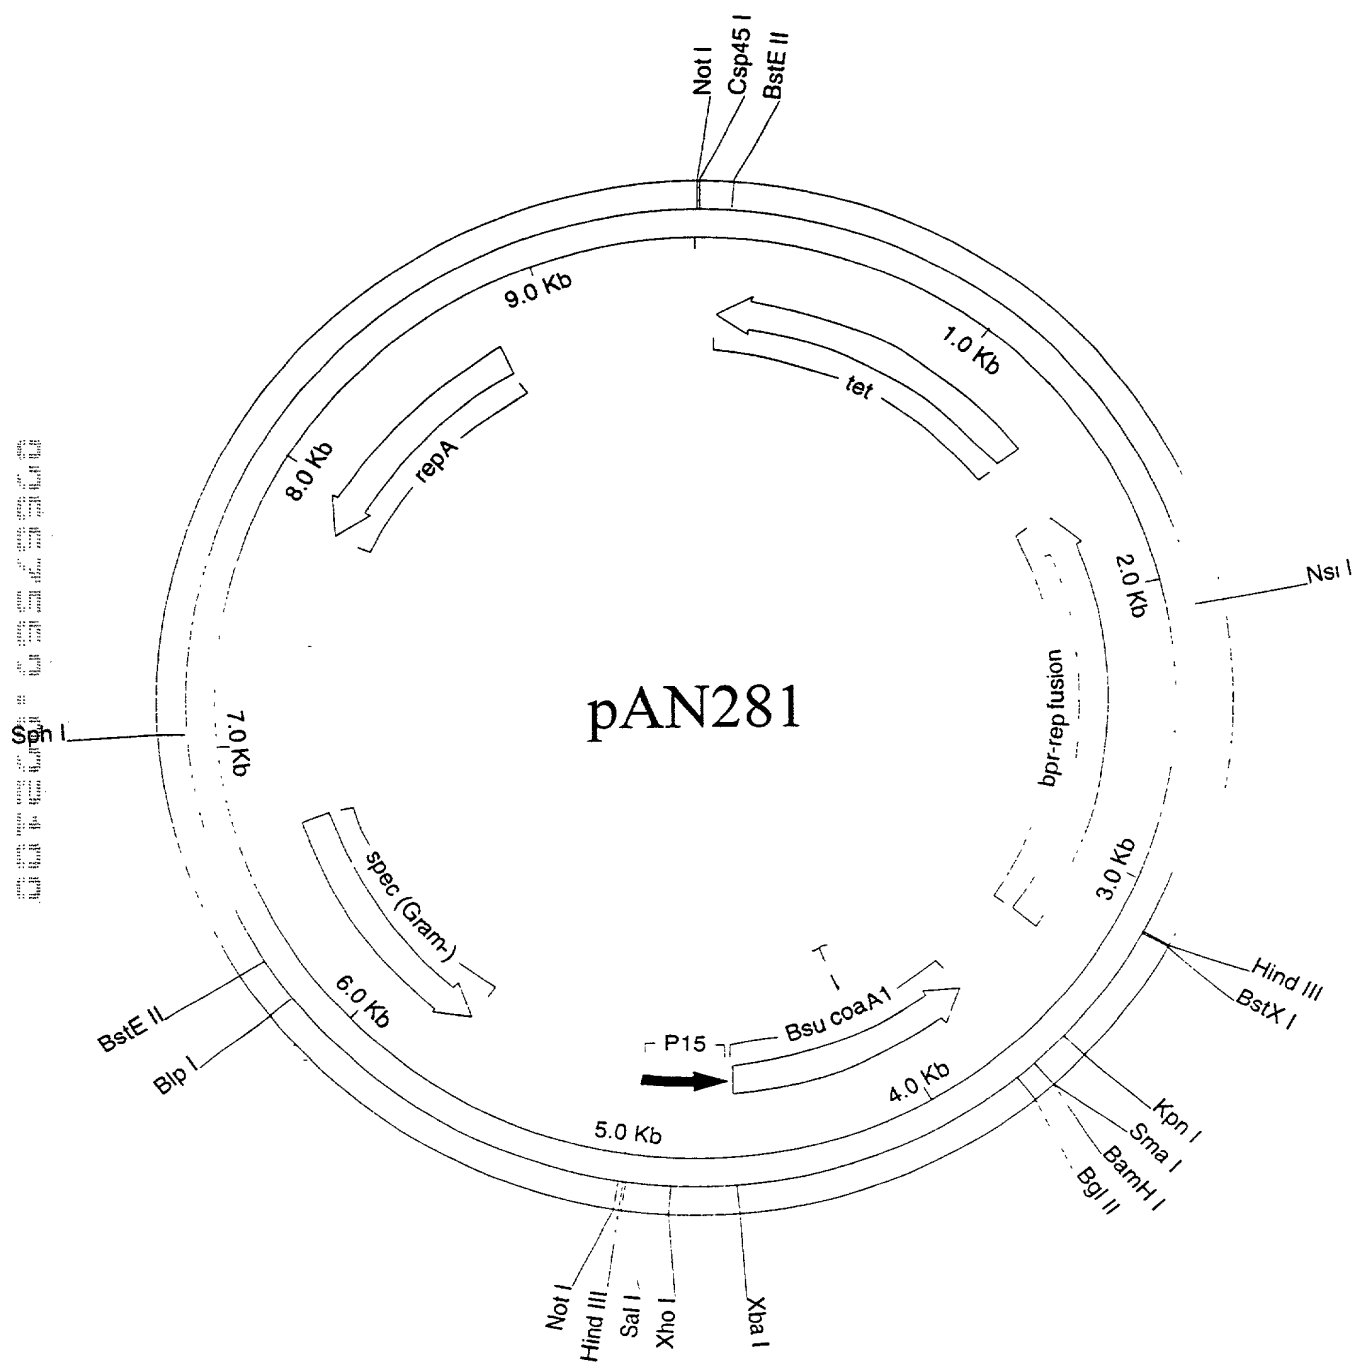 Not I
Csp45 I
BstE II
9.0 Kb
1.0 Kb
tet
repA
8.0 Kb
2.0 Kb
Nsi I
bpr-rep fusion
pAN281
Sph I
7.0 Kb
3.0 Kb
spec (Gram-)
Hind III
BstX I
6.0 Kb
Bsu coaA1
P15
BstE II
Blp I
4.0 Kb
5.0 Kb
Kpn I
Sma I
BamH I
Bgl II
Not I
Hind III
Sal I
Xho I
Xba I